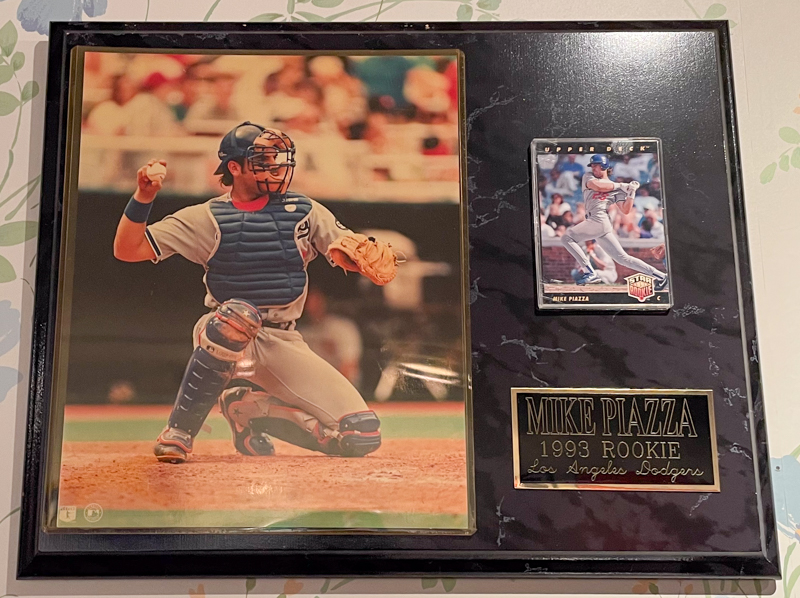 UPPER DECK
STAR
ROOKIE
MIKE PIAZZA
C
MIKE PIAZZA
1993 ROOKIE
Los Angeles Dodgers